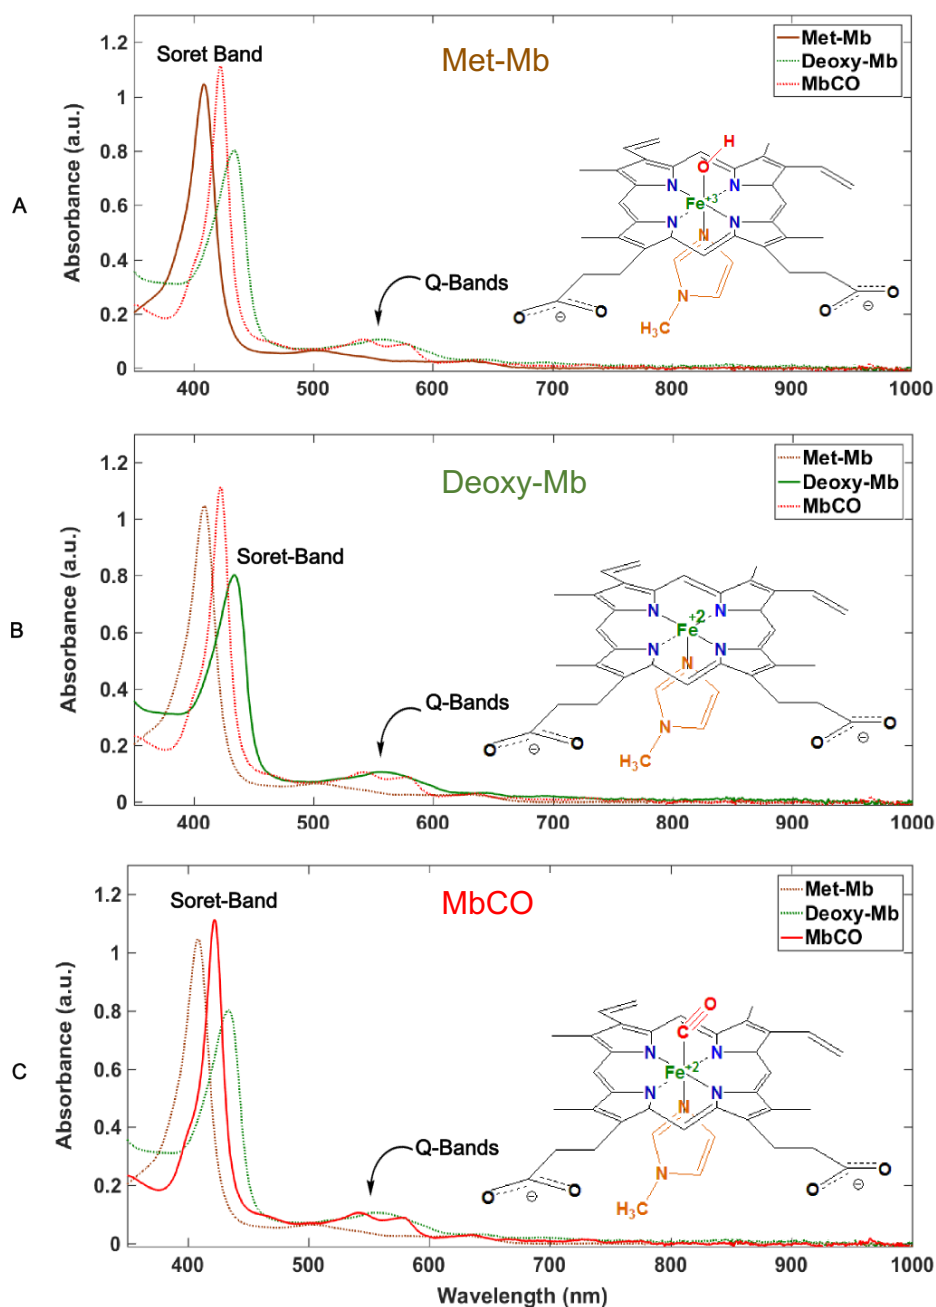 A
Met-Mb
Soret Band
Met-Mb
Deoxy-Mb
MbCO
Q-Bands
Absorbance (a.u.)
1.2
1
0.8
0.6
0.4
0.2
0
400
500
600
700
800
900
1000
H
O
N
N
Fe+3
N
N
N
N
H3C
O
O
⊖
O
O
⊖
B
Deoxy-Mb
Soret-Band
Met-Mb
Deoxy-Mb
MbCO
Q-Bands
Absorbance (a.u.)
1.2
1
0.8
0.6
0.4
0.2
0
400
500
600
700
800
900
1000
N
N
Fe+2
N
N
N
N
H3C
O
O
⊖
O
O
⊖
C
MbCO
Soret-Band
Met-Mb
Deoxy-Mb
MbCO
Q-Bands
Absorbance (a.u.)
1.2
1
0.8
0.6
0.4
0.2
0
400
500
600
700
800
900
1000
O
C
N
N
Fe+2
N
N
N
N
H3C
O
O
⊖
O
O
⊖
Wavelength (nm)